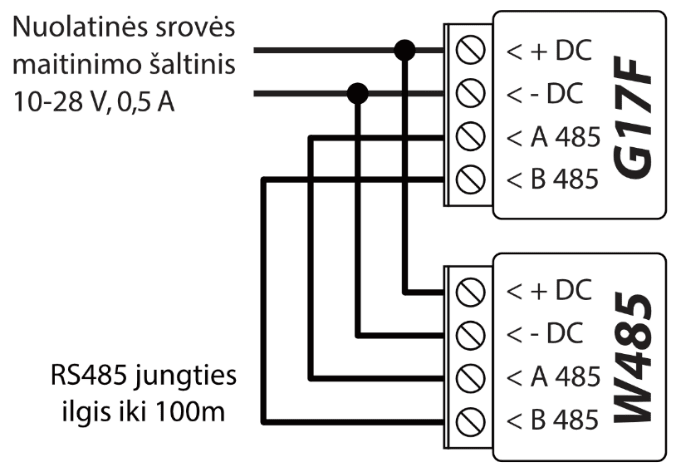 Nuolatinės srovės
maitinimo šaltinis
10-28 V, 0,5 A
< + DC
< - DC
< A 485
< B 485
G17F
< + DC
< - DC
< A 485
< B 485
W485
RS485 jungties
ilgis iki 100m